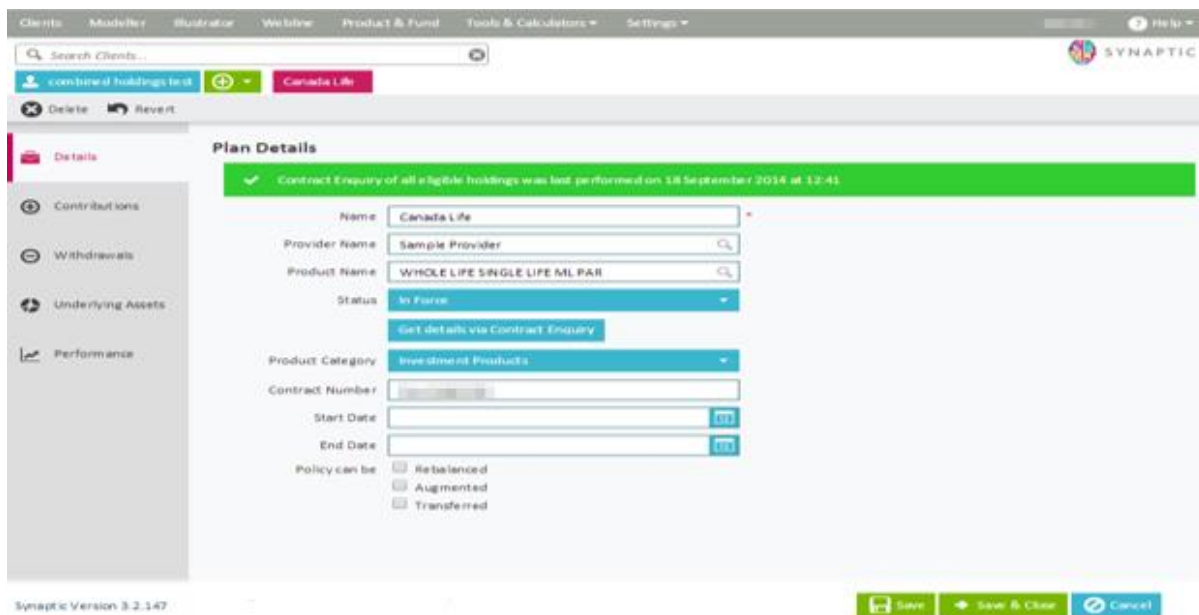 Clients Modeller Illustrator Webline Product & Fund Tools & Calculators Settings Help
Search Clients... SYNAPTIC
combined holdings test Canada Life
Delete Revert
Plan Details
Details
Contract Enquiry of all eligible holdings was last performed on 18 September 2014 at 12:41
Contributions
Name Canada Life *
Provider Name Sample Provider
Withdrawals
Product Name WHOLE LIFE SINGLE LIFE ML PAR
Underlying Assets
Status In Force
Get details via Contract Enquiry
Performance
Product Category Investment Products
Contract Number
Start Date
End Date
Policy can be Rebalanced
Augmented
Transferred
Synaptic Version 3.2.147 Save Save & Close Cancel